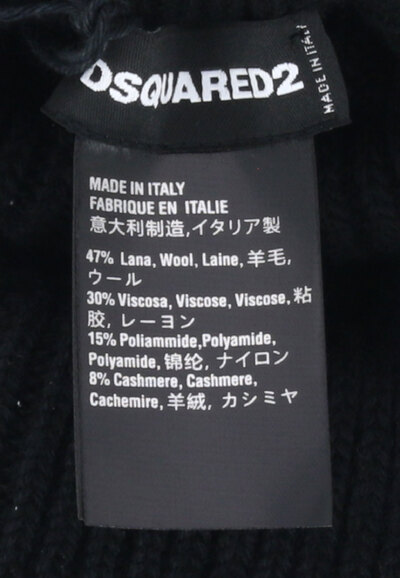 DSQUARED2
MADE IN ITALY
MADE IN ITALY
FABRIQUE EN ITALIE
意大利制造,イタリア製
47% Lana, Wool, Laine, 羊毛,
ウール
30% Viscosa, Viscose, Viscose, 粘
胶, レーヨン
15% Poliammide,Polyamide,
Polyamide, 锦纶, ナイロン
8% Cashmere, Cashmere,
Cachemire, 羊絨, カシミヤ